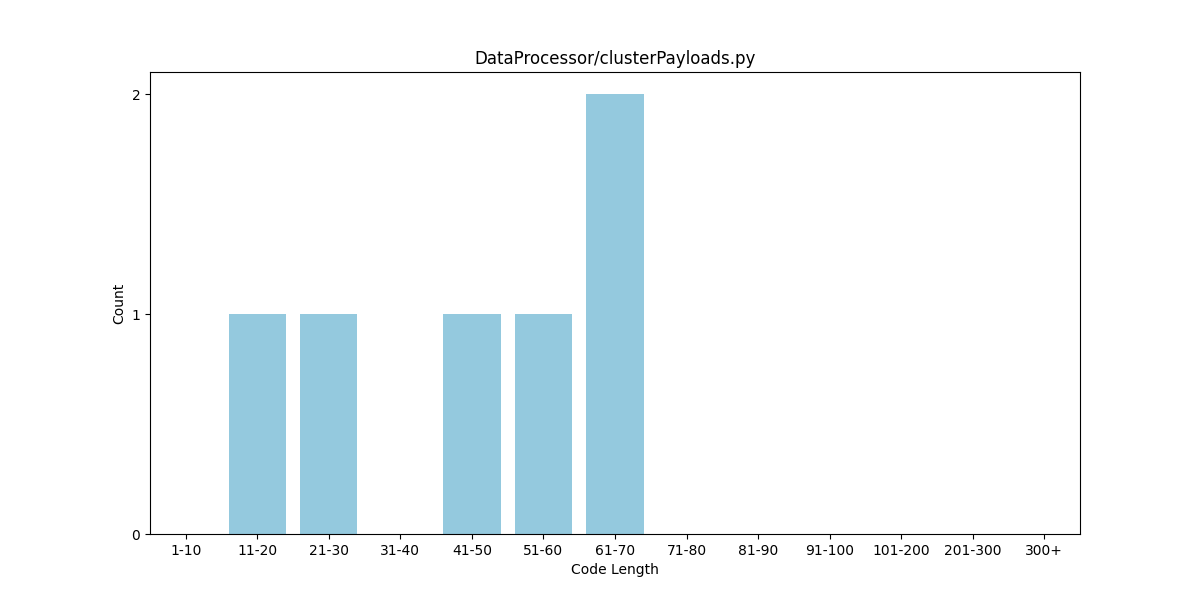 DataProcessor/clusterPayloads.py
2
1
0
Count
1-10 11-20 21-30 31-40 41-50 51-60 61-70 71-80 81-90 91-100 101-200 201-300 300+
Code Length